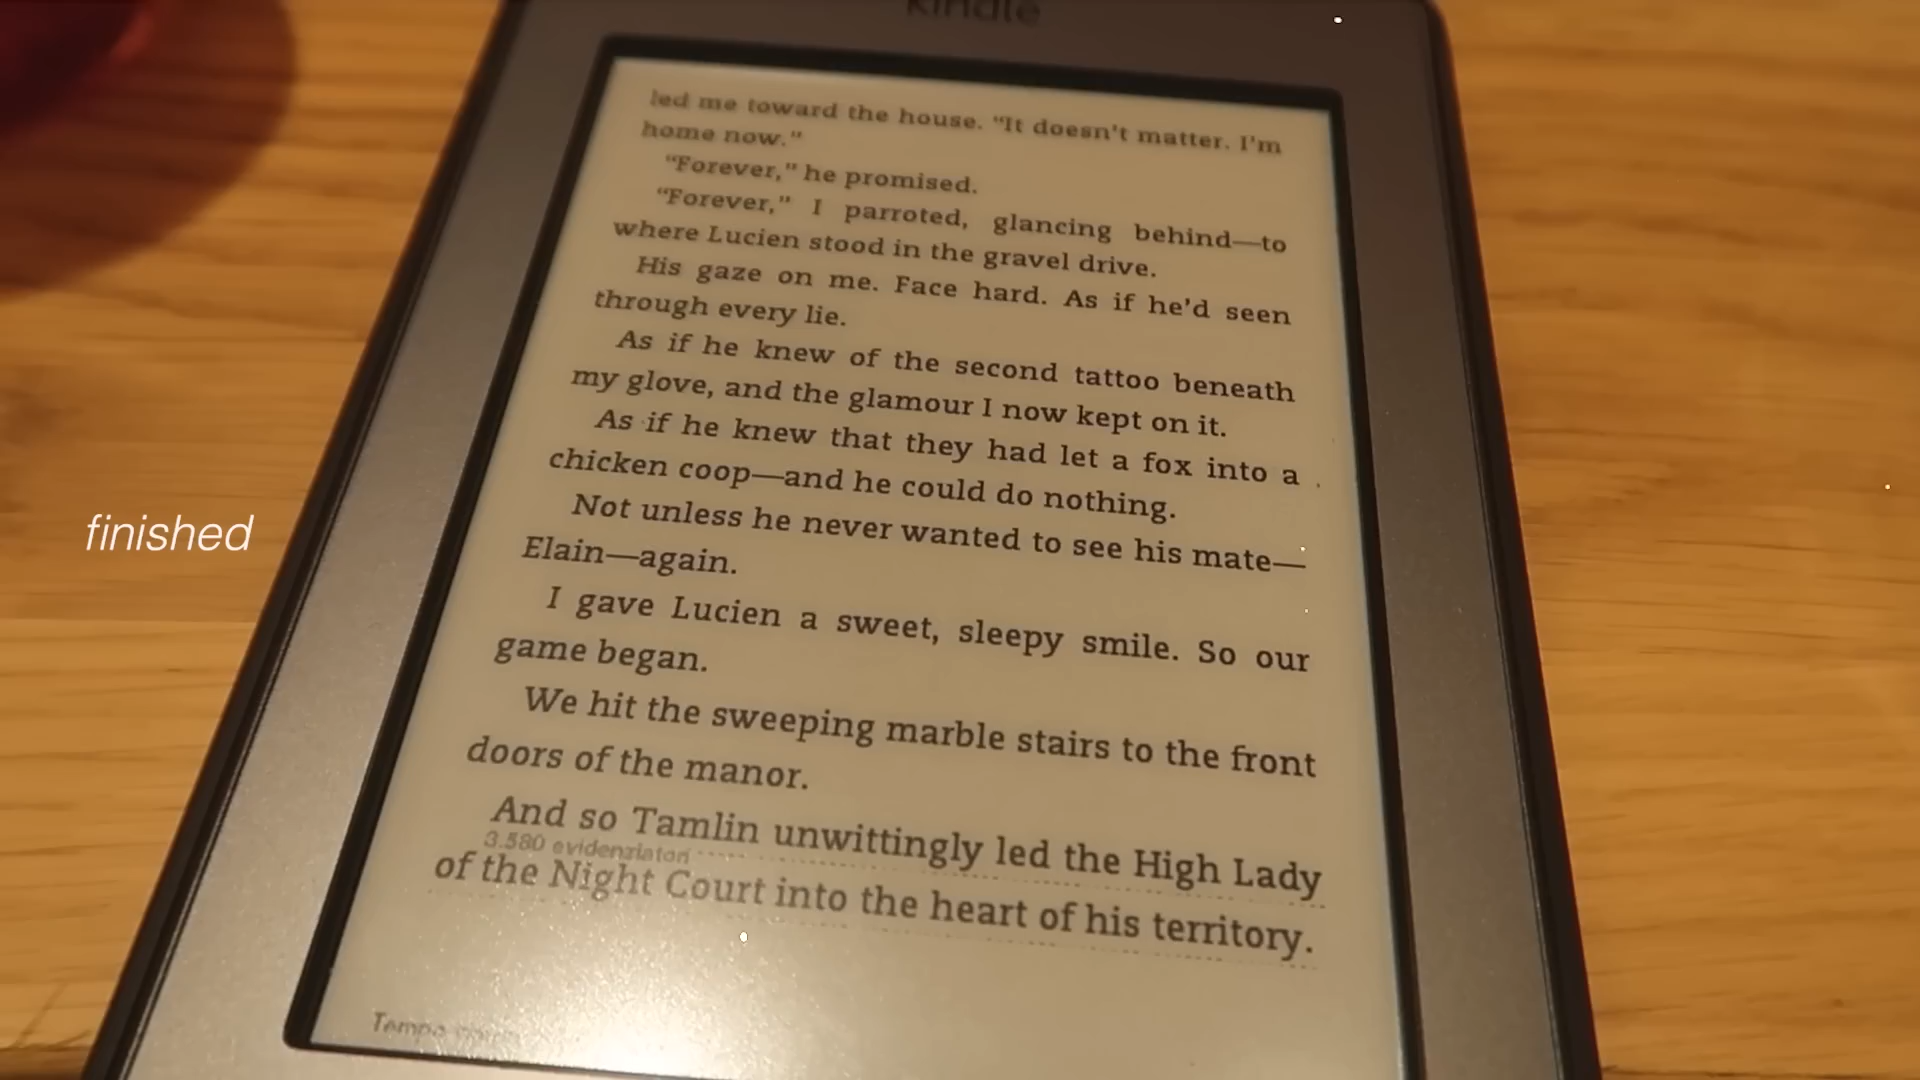 kindle
led me toward the house. “It doesn't matter. I'm
home now.”
“Forever,” he promised.
“Forever,” I parroted, glancing behind—to
where Lucien stood in the gravel drive.
His gaze on me. Face hard. As if he'd seen
through every lie.
As if he knew of the second tattoo beneath
my glove, and the glamour I now kept on it.
As if he knew that they had let a fox into a
chicken coop—and he could do nothing.
Not unless he never wanted to see his mate—
Elain—again.
I gave Lucien a sweet, sleepy smile. So our
game began.
We hit the sweeping marble stairs to the front
doors of the manor.
And so Tamlin unwittingly led the High Lady
3.580 evidenziatori
of the Night Court into the heart of his territory.
Tempo
finished